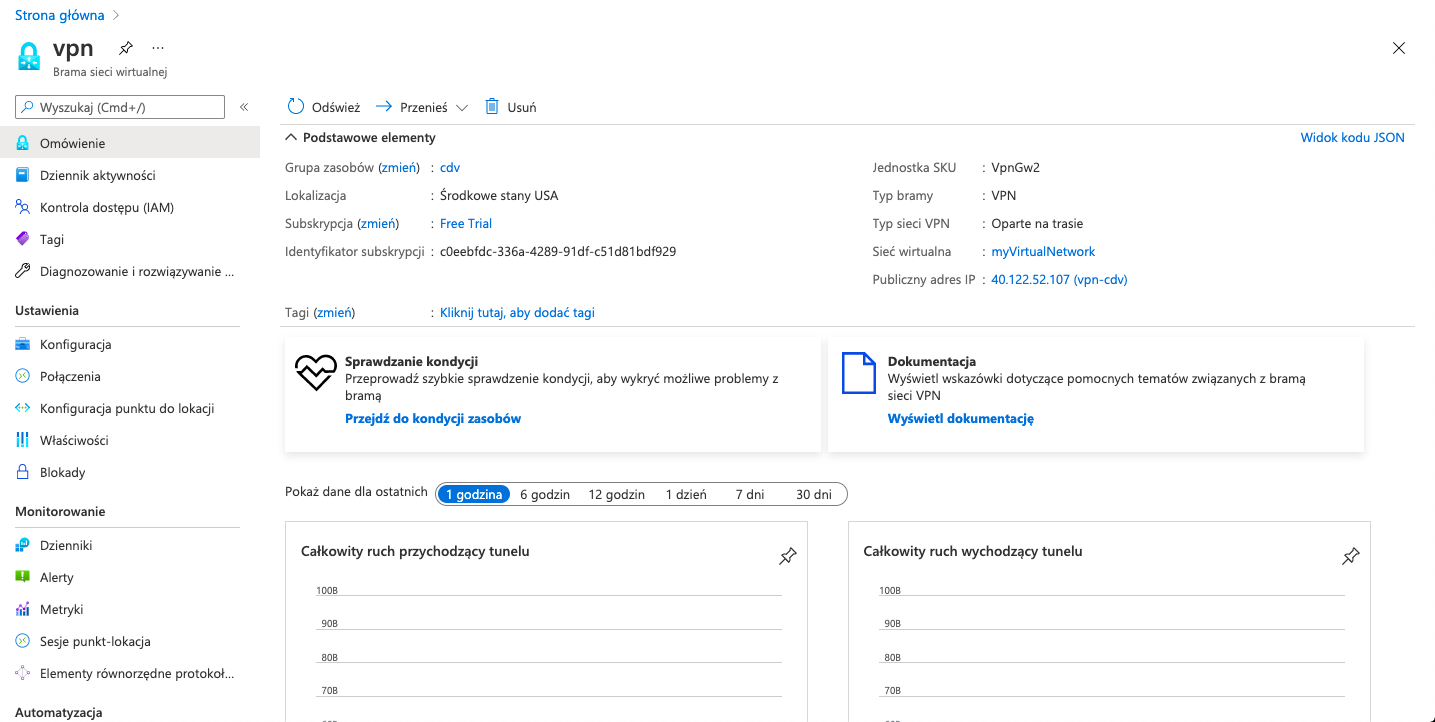 Strona główna
vpn
Brama sieci wirtualnej
Wyszukaj (Cmd+/)
Omówienie
Dziennik aktywności
Kontrola dostępu (IAM)
Tagi
Diagnozowanie i rozwiązywanie ...
Ustawienia
Konfiguracja
Połączenia
Konfiguracja punktu do lokacji
Właściwości
Blokady
Monitorowanie
Dzienniki
Alerty
Metryki
Sesje punkt-lokacja
Elementy równorzędne protokoł...
Automatyzacja
Odśwież Przenieś Usuń
Podstawowe elementy Widok kodu JSON
Grupa zasobów (zmień) : cdv
Lokalizacja : Środkowe stany USA
Subskrypcja (zmień) : Free Trial
Identyfikator subskrypcji : c0eebfdc-336a-4289-91df-c51d81bdf929
Jednostka SKU : VpnGw2
Typ bramy : VPN
Typ sieci VPN : Oparte na trasie
Sieć wirtualna : myVirtualNetwork
Publiczny adres IP : 40.122.52.107 (vpn-cdv)
Tagi (zmień) : Kliknij tutaj, aby dodać tagi
Sprawdzanie kondycji
Przeprowadź szybkie sprawdzenie kondycji, aby wykryć możliwe problemy z
bramą
Przejdź do kondycji zasobów
Dokumentacja
Wyświetl wskazówki dotyczące pomocnych tematów związanych z bramą
sieci VPN
Wyświetl dokumentację
Pokaż dane dla ostatnich 1 godzina 6 godzin 12 godzin 1 dzień 7 dni 30 dni
Całkowity ruch przychodzący tunelu
100B
90B
80B
70B
Całkowity ruch wychodzący tunelu
100B
90B
80B
70B